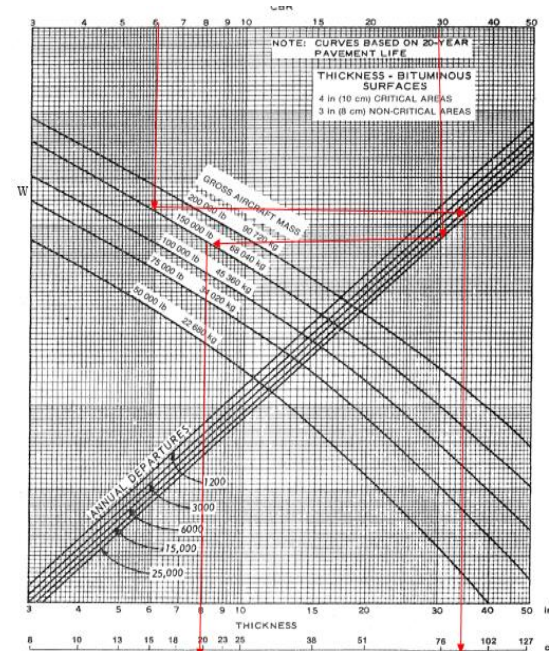 CBR
3 4 5 6 7 8 10 15 20 30 40 50
NOTE: CURVES BASED ON 20-YEAR
PAVEMENT LIFE
THICKNESS - BITUMINOUS
SURFACES
4 in (10 cm) CRITICAL AREAS
3 in (8 cm) NON-CRITICAL AREAS
W
GROSS AIRCRAFT MASS
200 000 lb 90 720 kg
150 000 lb 68 040 kg
100 000 lb 45 360 kg
75 000 lb 34 020 kg
50 000 lb 22 680 kg
ANNUAL DEPARTURES
1200
3000
6000
15,000
25,000
3 4 5 6 7 8 9 10 15 20 30 40 50 in
THICKNESS
8 10 13 15 18 20 23 25 38 51 76 102 127